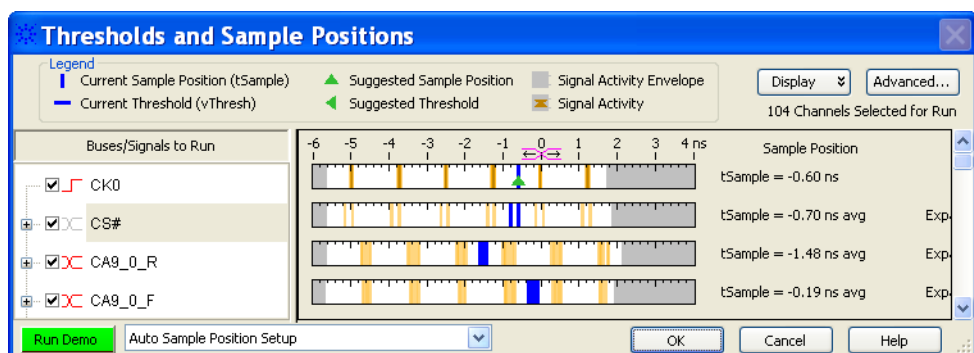 Thresholds and Sample Positions
Legend
Current Sample Position (tSample)
Suggested Sample Position
Signal Activity Envelope
Current Threshold (vThresh)
Suggested Threshold
Signal Activity
Display
Advanced...
104 Channels Selected for Run
Buses/Signals to Run
-6 -5 -4 -3 -2 -1 0 1 2 3 4 ns
Sample Position
CK0
tSample = -0.60 ns
CS#
tSample = -0.70 ns avg
Exp
CA9_0_R
tSample = -1.48 ns avg
Exp
CA9_0_F
tSample = -0.19 ns avg
Exp
Run Demo
Auto Sample Position Setup
OK
Cancel
Help